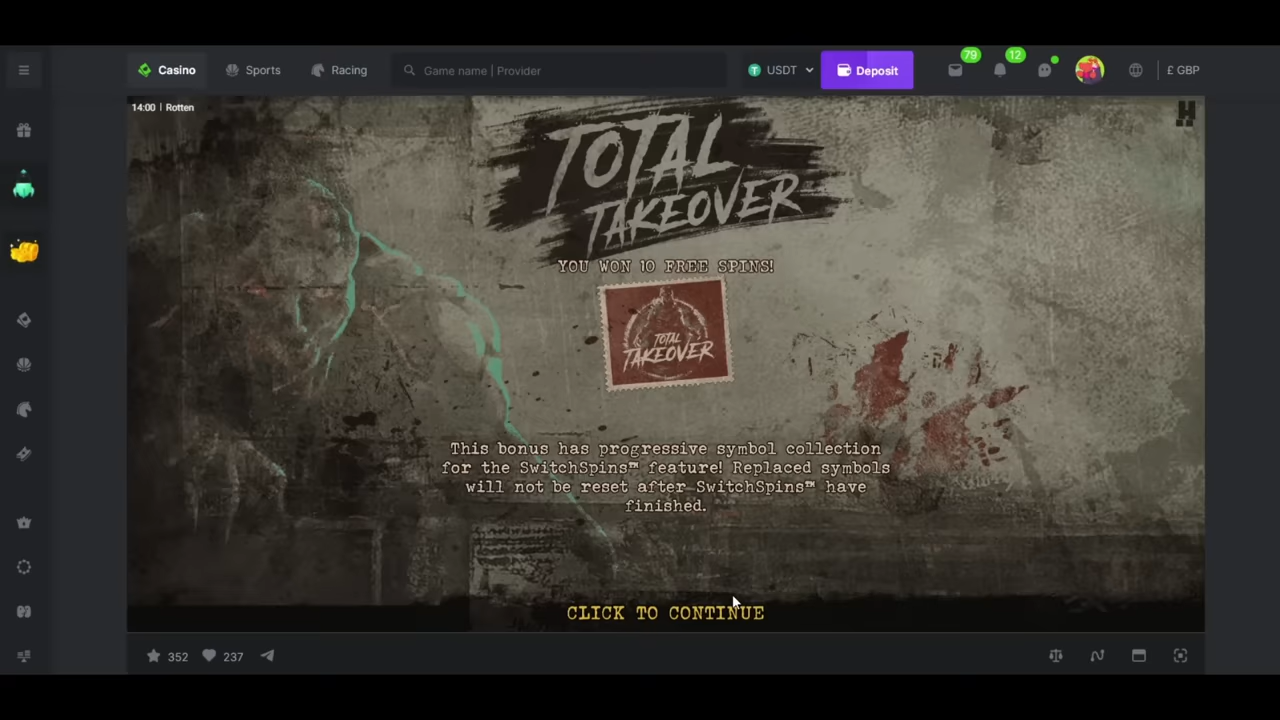 Casino
Sports
Racing
Game name | Provider
USDT
Deposit
79
12
£ GBP
14:00 | Rotten
TOTAL
TAKEOVER
YOU WON 10 FREE SPINS!
TOTAL
TAKEOVER
This bonus has progressive symbol collection
for the SwitchSpins™ feature! Replaced symbols
will not be reset after SwitchSpins™ have
finished.
CLICK TO CONTINUE
352
237